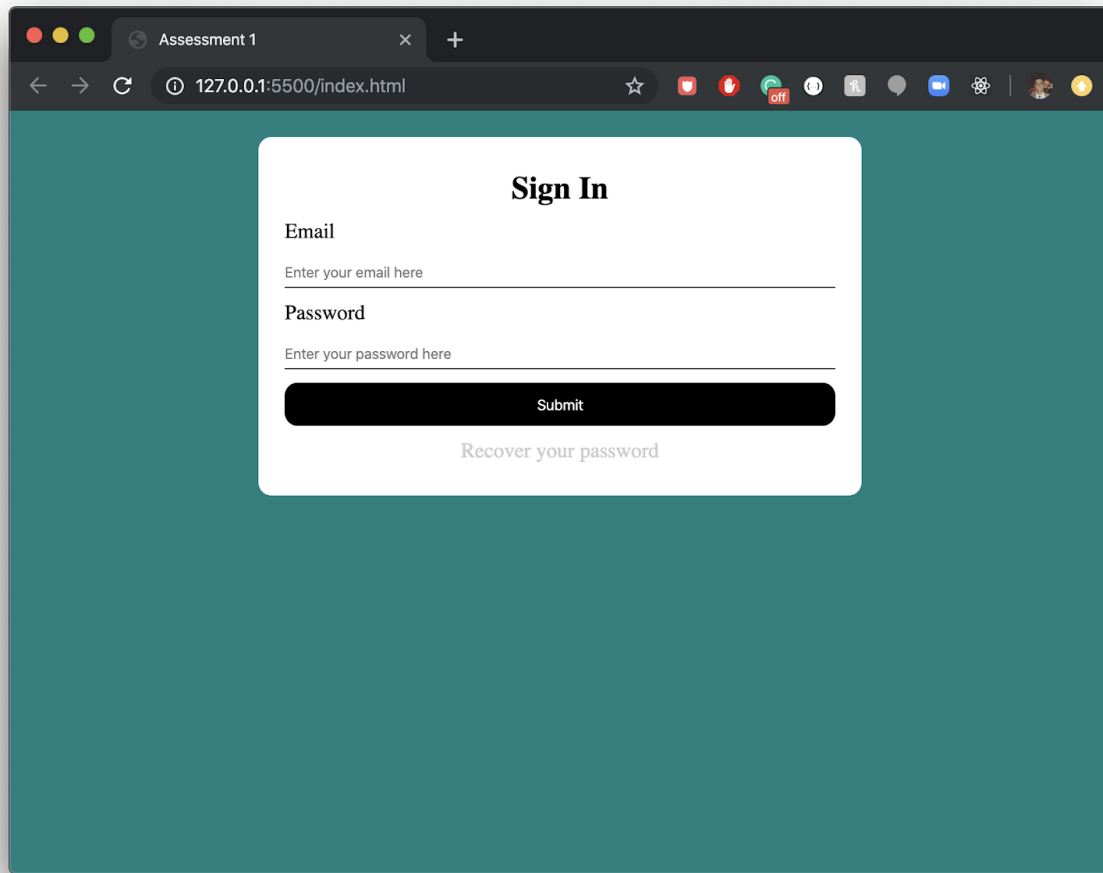 Assessment 1
127.0.0.1:5500/index.html
off
Sign In
Email
Enter your email here
Password
Enter your password here
Submit
Recover your password